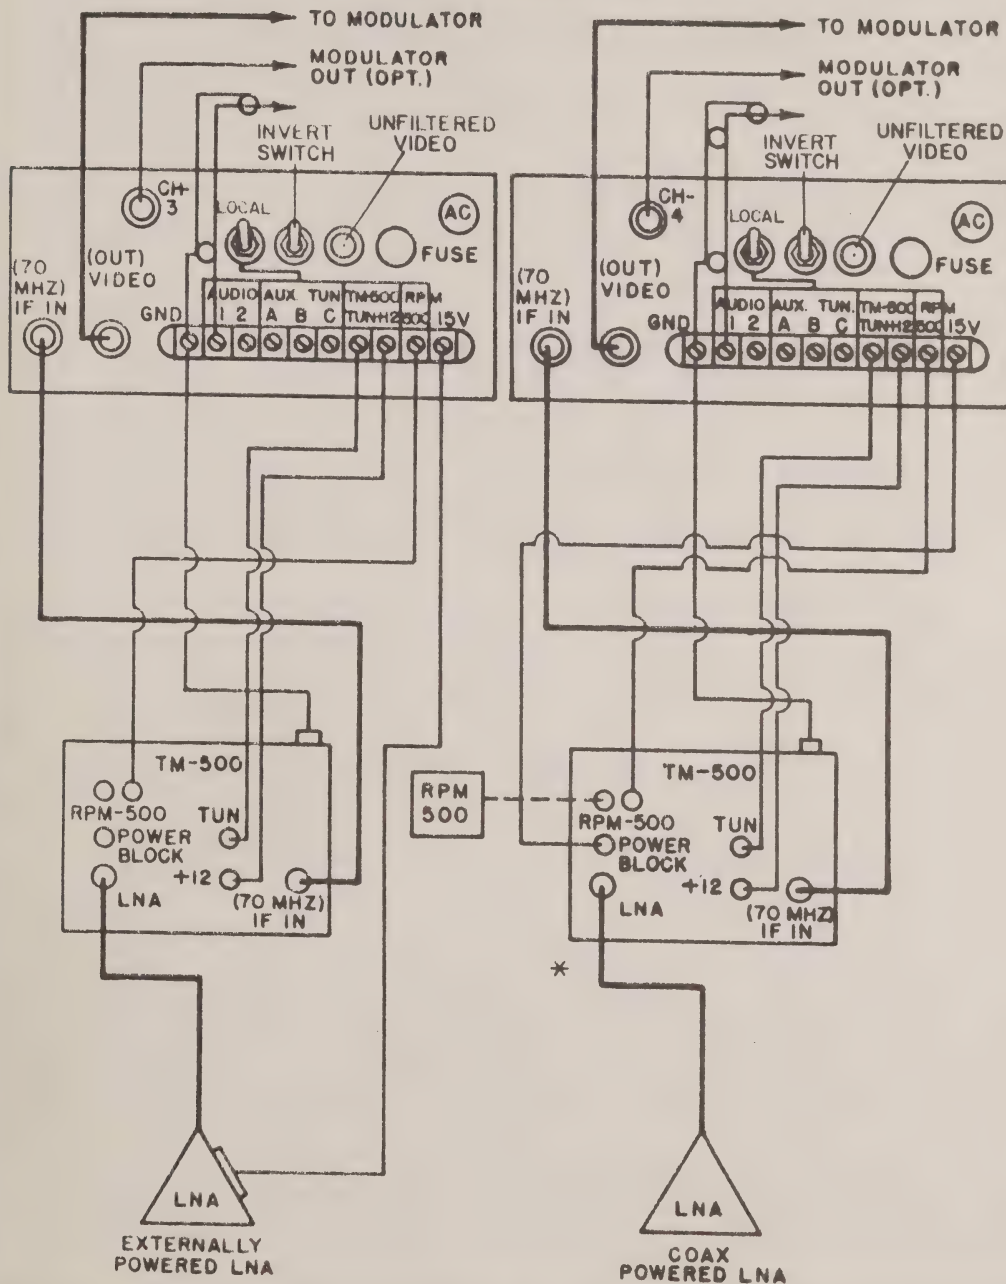 TO MODULATOR
MODULATOR
OUT (OPT.)
INVERT
SWITCH
UNFILTERED
VIDEO
CH-
3
LOCAL
AC
FUSE
(70
MHZ)
IF IN
(OUT)
VIDEO
GND
AUDIO AUX. TUN TM-500 RPM
1 2 A B C TUN+12 500 15V
TM-500
RPM-500
POWER
BLOCK
TUN
+12
LNA
(70 MHZ)
IF IN
LNA
EXTERNALLY
POWERED LNA
TO MODULATOR
MODULATOR
OUT (OPT.)
INVERT
SWITCH
UNFILTERED
VIDEO
CH-
4
LOCAL
AC
FUSE
(70
MHZ)
IF IN
(OUT)
VIDEO
GND
AUDIO AUX. TUN. TM-500 RPM
1 2 A B C TUN+12 500 15V
RPM
500
TM-500
RPM-500
POWER
BLOCK
TUN
+12
LNA
(70 MHZ)
IF IN
*
LNA
COAX
POWERED LNA